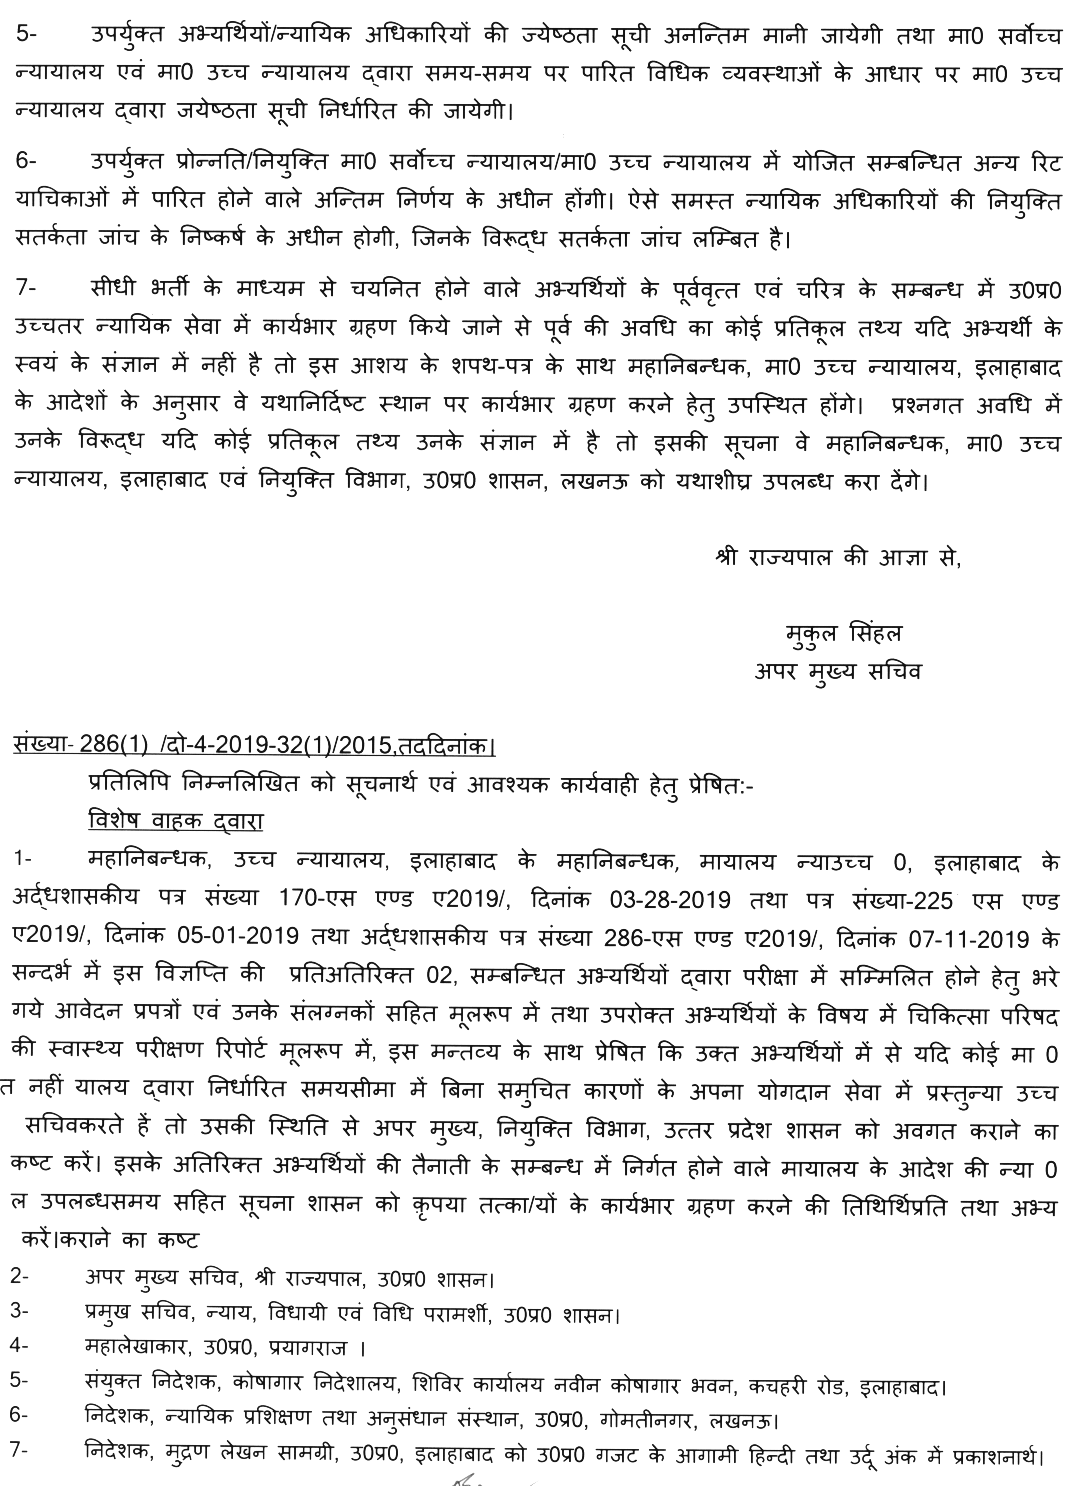 5- उपर्युक्त अभ्यर्थियों/न्यायिक अधिकारियों की ज्येष्ठता सूची अनन्तिम मानी जायेगी तथा मा0 सर्वोच्च
न्यायालय एवं मा0 उच्च न्यायालय द्वारा समय-समय पर पारित विधिक व्यवस्थाओं के आधार पर मा0 उच्च
न्यायालय द्वारा जयेष्ठता सूची निर्धारित की जायेगी।
6- उपर्युक्त प्रोन्नति/नियुक्ति मा0 सर्वोच्च न्यायालय/मा0 उच्च न्यायालय में योजित सम्बन्धित अन्य रिट
याचिकाओं में पारित होने वाले अन्तिम निर्णय के अधीन होंगी। ऐसे समस्त न्यायिक अधिकारियों की नियुक्ति
सतर्कता जांच के निष्कर्ष के अधीन होगी, जिनके विरूद्ध सतर्कता जांच लम्बित है।
7- सीधी भर्ती के माध्यम से चयनित होने वाले अभ्यर्थियों के पूर्ववृत्त एवं चरित्र के सम्बन्ध में उ0प्र0
उच्चतर न्यायिक सेवा में कार्यभार ग्रहण किये जाने से पूर्व की अवधि का कोई प्रतिकूल तथ्य यदि अभ्यर्थी के
स्वयं के संज्ञान में नहीं है तो इस आशय के शपथ-पत्र के साथ महानिबन्धक, मा0 उच्च न्यायालय, इलाहाबाद
के आदेशों के अनुसार वे यथानिर्दिष्ट स्थान पर कार्यभार ग्रहण करने हेतु उपस्थित होंगे। प्रश्नगत अवधि में
उनके विरूद्ध यदि कोई प्रतिकूल तथ्य उनके संज्ञान में है तो इसकी सूचना वे महानिबन्धक, मा0 उच्च
न्यायालय, इलाहाबाद एवं नियुक्ति विभाग, उ0प्र0 शासन, लखनऊ को यथाशीघ्र उपलब्ध करा देंगे।
श्री राज्यपाल की आज्ञा से,
मुकुल सिंहल
अपर मुख्य सचिव
संख्या- 286(1) /दो-4-2019-32(1)/2015,तददिनांक।
प्रतिलिपि निम्नलिखित को सूचनार्थ एवं आवश्यक कार्यवाही हेतु प्रेषित:-
विशेष वाहक द्वारा
1- महानिबन्धक, उच्च न्यायालय, इलाहाबाद के महानिबन्धक, मायालय न्याउच्च 0, इलाहाबाद के
अर्द्धशासकीय पत्र संख्या 170-एस एण्ड ए2019/, दिनांक 03-28-2019 तथा पत्र संख्या-225 एस एण्ड
ए2019/, दिनांक 05-01-2019 तथा अर्द्धशासकीय पत्र संख्या 286-एस एण्ड ए2019/, दिनांक 07-11-2019 के
सन्दर्भ में इस विज्ञप्ति की प्रतिअतिरिक्त 02, सम्बन्धित अभ्यर्थियों द्वारा परीक्षा में सम्मिलित होने हेतु भरे
गये आवेदन प्रपत्रों एवं उनके संलग्नकों सहित मूलरूप में तथा उपरोक्त अभ्यर्थियों के विषय में चिकित्सा परिषद
की स्वास्थ्य परीक्षण रिपोर्ट मूलरूप में, इस मन्तव्य के साथ प्रेषित कि उक्त अभ्यर्थियों में से यदि कोई मा 0
त नहीं यालय द्वारा निर्धारित समयसीमा में बिना समुचित कारणों के अपना योगदान सेवा में प्रस्तुन्या उच्च
सचिवकरते हें तो उसकी स्थिति से अपर मुख्य, नियुक्ति विभाग, उत्तर प्रदेश शासन को अवगत कराने का
कष्ट करें। इसके अतिरिक्त अभ्यर्थियों की तैनाती के सम्बन्ध में निर्गत होने वाले मायालय के आदेश की न्या 0
ल उपलब्धसमय सहित सूचना शासन को कृपया तत्का/यों के कार्यभार ग्रहण करने की तिथिर्थिप्रति तथा अभ्य
करें।कराने का कष्ट
2- अपर मुख्य सचिव, श्री राज्यपाल, उ0प्र0 शासन।
3- प्रमुख सचिव, न्याय, विधायी एवं विधि परामर्शी, उ0प्र0 शासन।
4- महालेखाकार, उ0प्र0, प्रयागराज ।
5- संयुक्त निदेशक, कोषागार निदेशालय, शिविर कार्यालय नवीन कोषागार भवन, कचहरी रोड, इलाहाबाद।
6- निदेशक, न्यायिक प्रशिक्षण तथा अनुसंधान संस्थान, उ0प्र0, गोमतीनगर, लखनऊ।
7- निदेशक, मुद्रण लेखन सामग्री, उ0प्र0, इलाहाबाद को उ0प्र0 गजट के आगामी हिन्दी तथा उर्दू अंक में प्रकाशनार्थ।